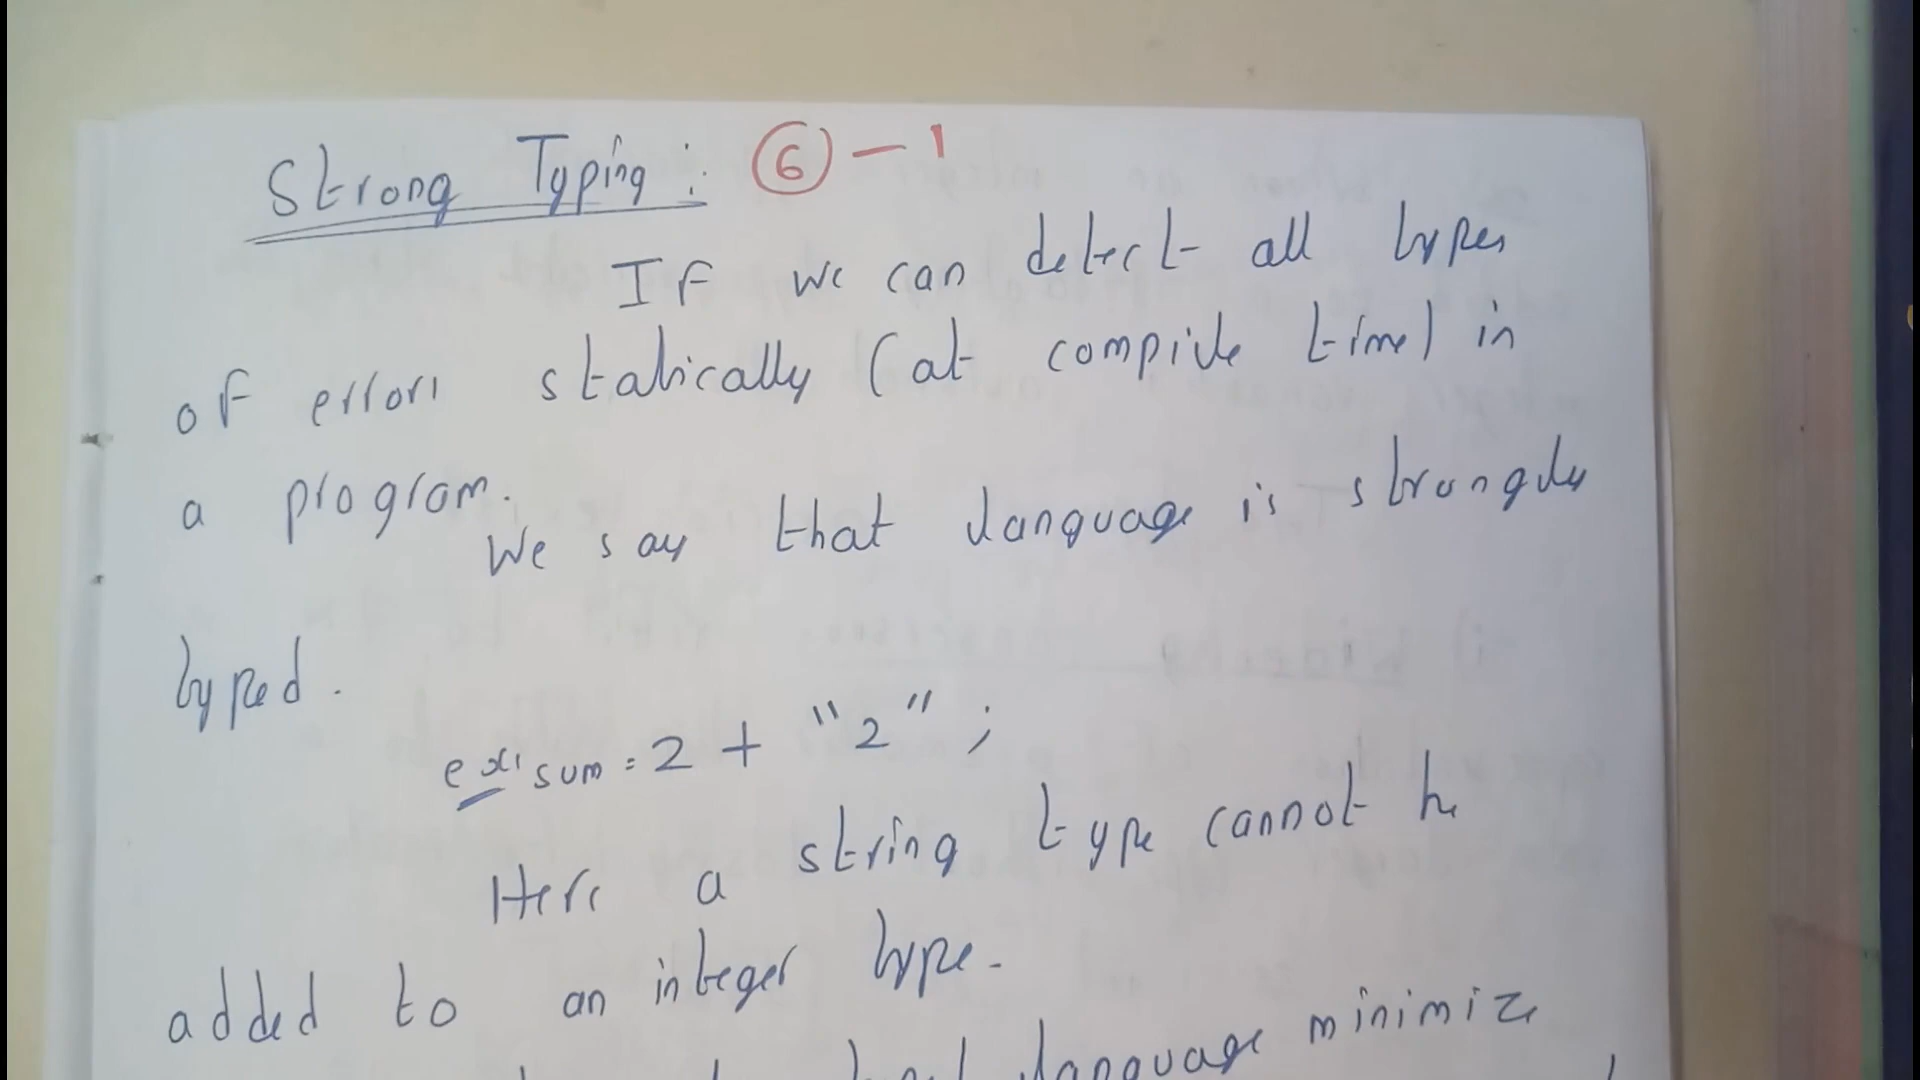 Strong Typing: ⑥ - 1
IF we can detect all types
of errors statically (at compile time) in
a program.
We say that language is strongly
typed.
ex: sum = 2 + "2" ;
Here a string type cannot be
added to an integer type.
language minimize